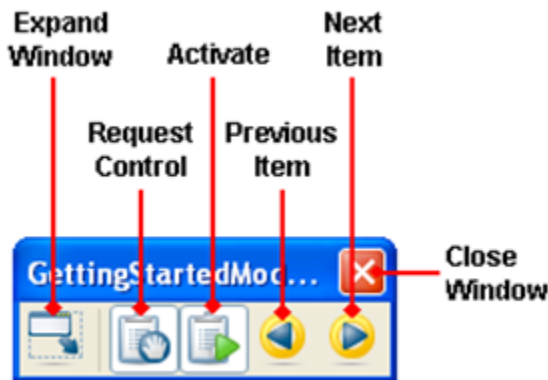 Expand
Window
Activate
Next
Item
Request
Control
Previous
Item
GettingStartedMod...
Close
Window